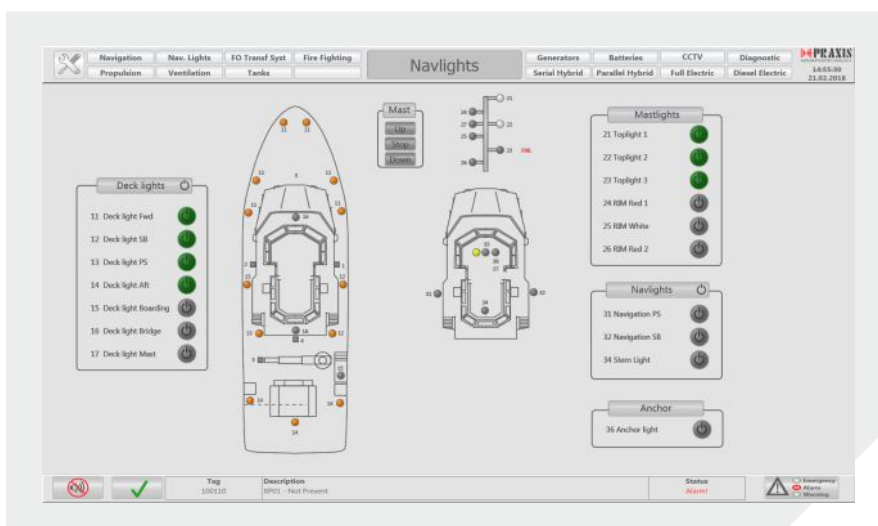 Navigation Nav. Lights FO Transf Syst Fire Fighting
Propulsion Ventilation Tanks
Navlights
Generators Batteries CCTV Diagnostic
Serial Hybrid Parallel Hybrid Full Electric Diesel Electric
PRAXIS
14:55:39
21.02.2018
Deck lights
11 Deck light Fwd
12 Deck light SB
13 Deck light PS
14 Deck light Aft
15 Deck light Boarding
16 Deck light Bridge
17 Deck light Mast
Mast
Up
Stop
Down
Mastlights
21 Toplight 1
22 Toplight 2
23 Toplight 3
24 RIM Red 1
25 RIM White
26 RIM Red 2
Navlights
31 Navigation PS
32 Navigation SB
34 Stern Light
Anchor
36 Anchor light
Tag
100110
Description
XP01 - Not Present
Status
Alarm!
Emergency
Alarm
Warning